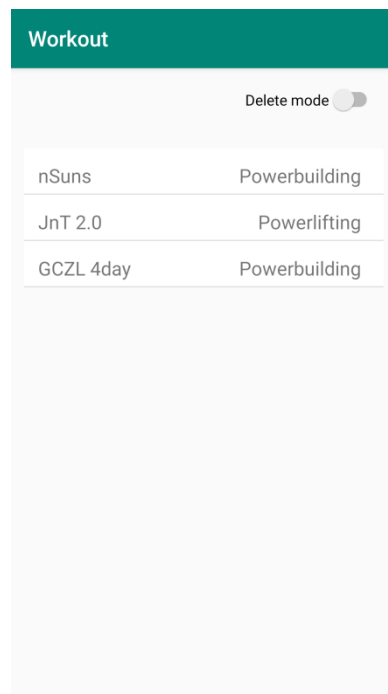 Workout
Delete mode
nSuns Powerbuilding
JnT 2.0 Powerlifting
GCZL 4day Powerbuilding